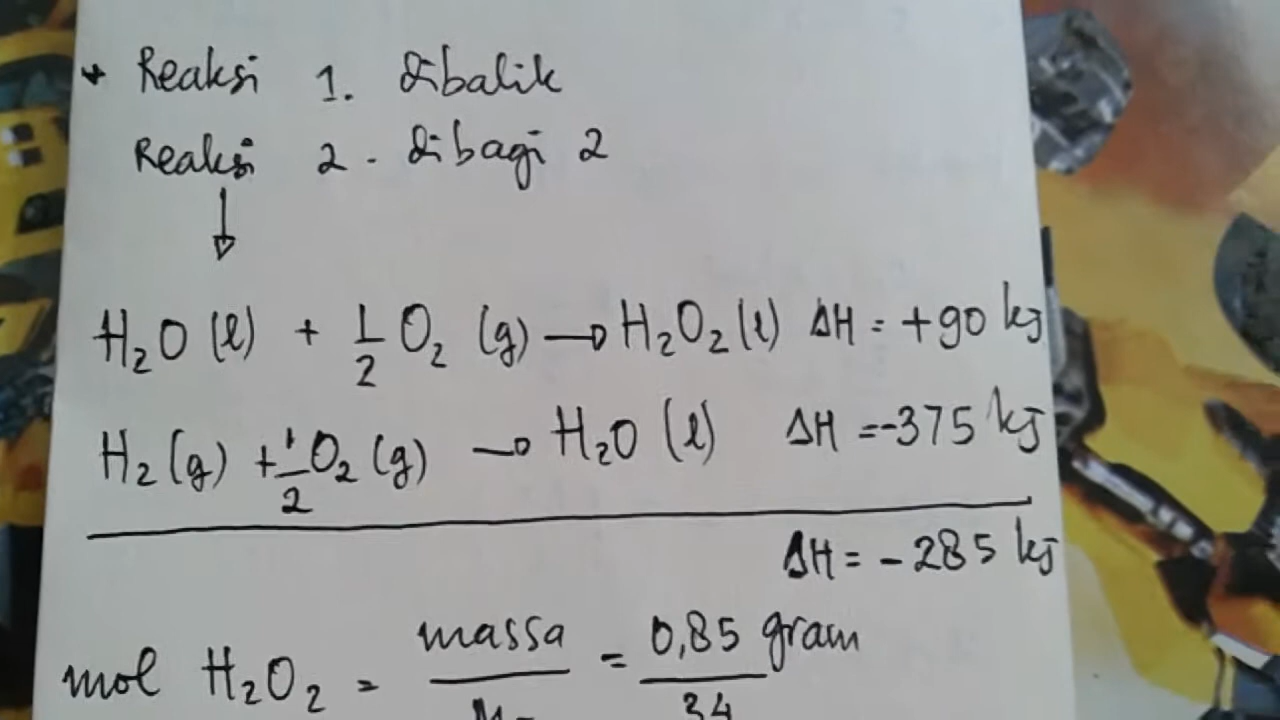 * Reaksi 1. dibalik
Reaksi 2. dibagi 2
↓
H₂O (l) + 1/2 O₂ (g) → H₂O₂ (l) ΔH = +90 kJ
H₂ (g) + 1/2 O₂ (g) → H₂O (l) ΔH = -375 kJ
ΔH = - 285 kJ
mol H₂O₂ = massa / = 0,85 gram / 34